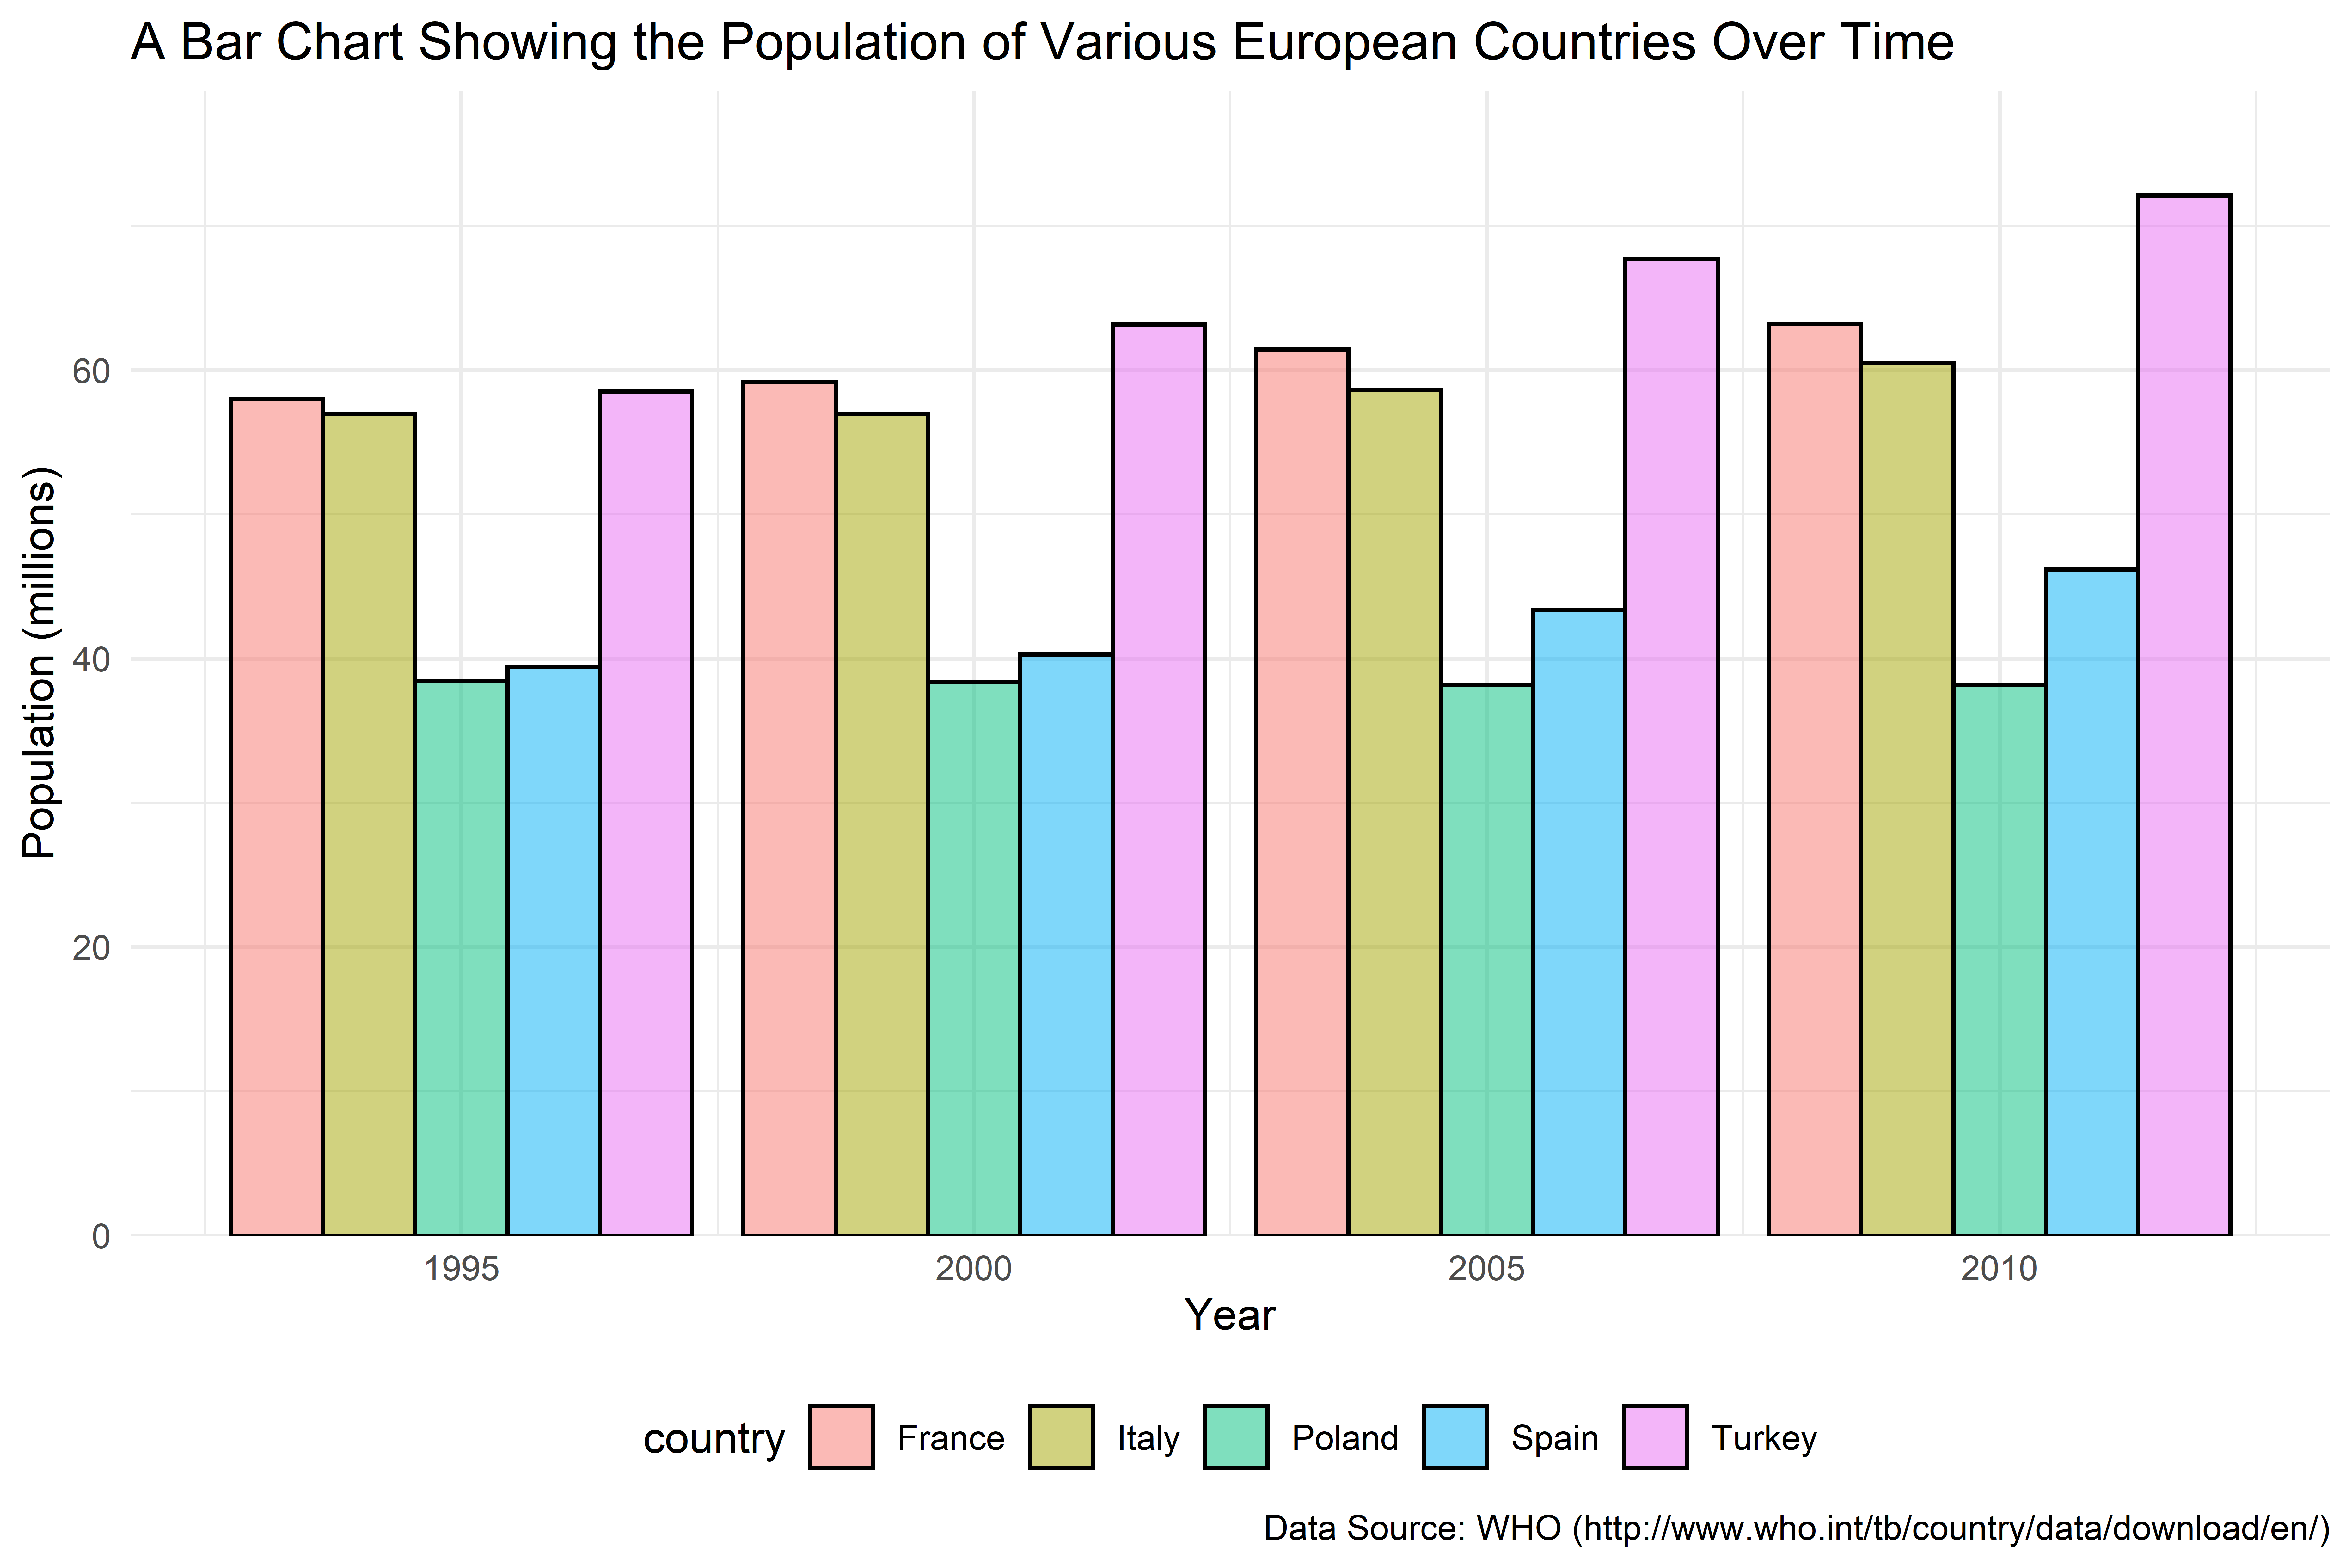 A Bar Chart Showing the Population of Various European Countries Over Time
Population (millions)
60
40
20
0
1995 2000 2005 2010
Year
country France Italy Poland Spain Turkey
Data Source: WHO (http://www.who.int/tb/country/data/download/en/)